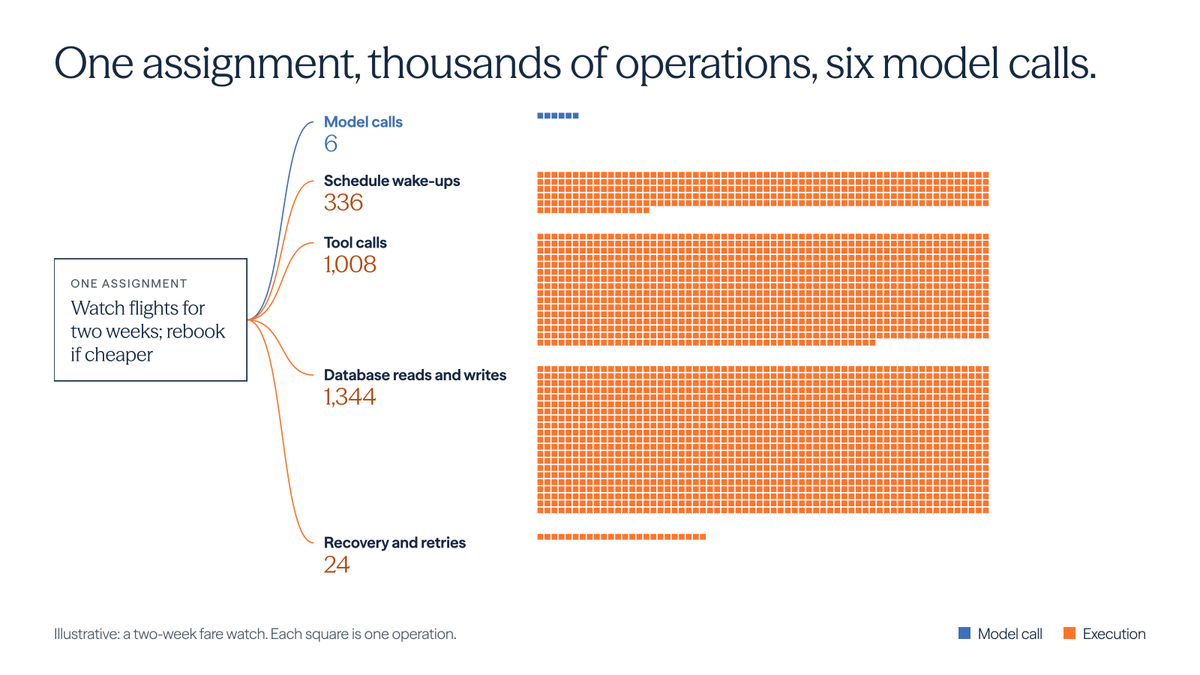 One assignment, thousands of operations, six model calls.
Model calls
6
Schedule wake-ups
336
Tool calls
1,008
ONE ASSIGNMENT
Watch flights for
two weeks; rebook
if cheaper
Database reads and writes
1,344
Recovery and retries
24
Illustrative: a two-week fare watch. Each square is one operation.
Model call
Execution